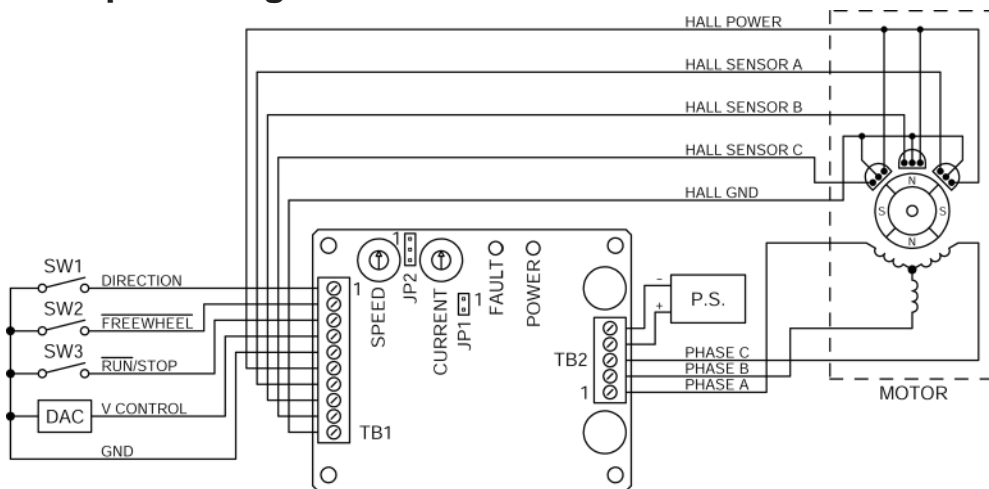 HALL POWER
HALL SENSOR A
HALL SENSOR B
HALL SENSOR C
HALL GND
N
S
S
N
SW1
DIRECTION
SW2
FREEWHEEL
SW3
RUN/STOP
DAC
V CONTROL
GND
1
TB1
SPEED
1
JP2
CURRENT
1
JP1
FAULT
POWER
-
+
P.S.
TB2
1
PHASE C
PHASE B
PHASE A
MOTOR